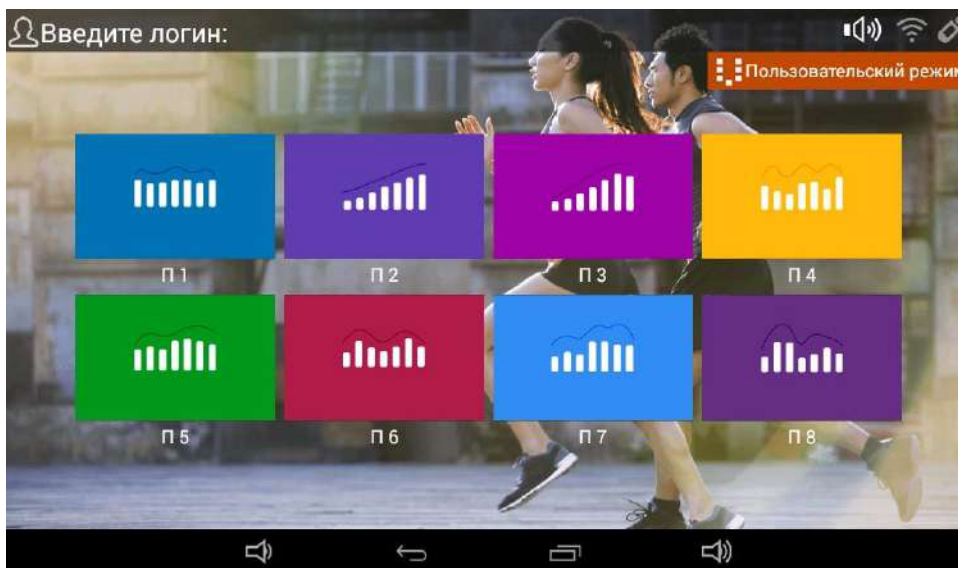 Введите логин:
Пользовательский режим
П 1
П 2
П 3
П 4
П 5
П 6
П 7
П 8